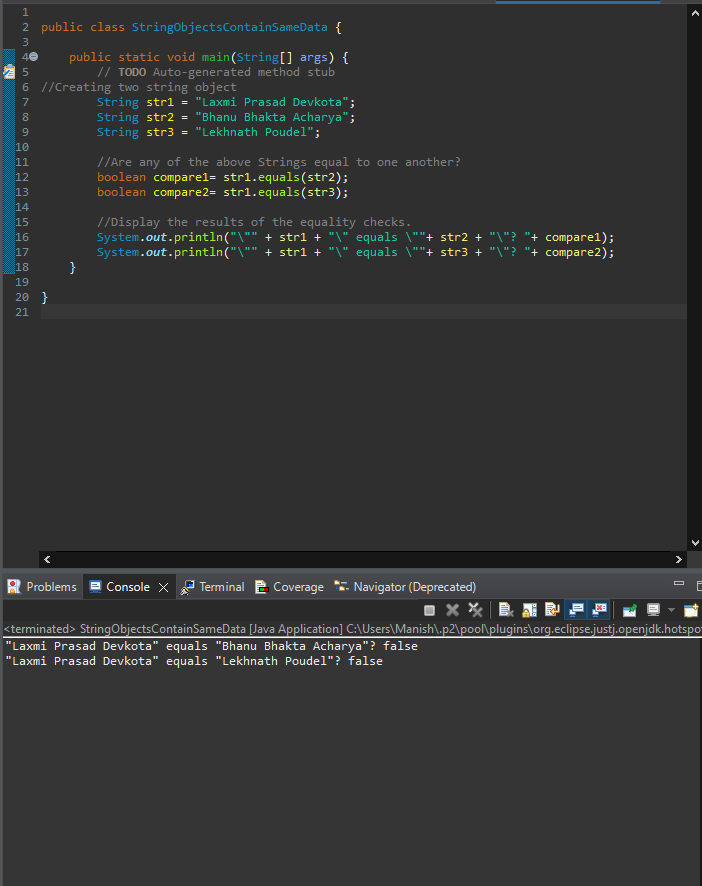 1
2 public class StringObjectsContainSameData {
3
4 public static void main(String[] args) {
5 // TODO Auto-generated method stub
6 //Creating two string object
7 String str1 = "Laxmi Prasad Devkota";
8 String str2 = "Bhanu Bhakta Acharya";
9 String str3 = "Lekhnath Poudel";
10
11 //Are any of the above Strings equal to one another?
12 boolean compare1= str1.equals(str2);
13 boolean compare2= str1.equals(str3);
14
15 //Display the results of the equality checks.
16 System.out.println("\"" + str1 + "\" equals \""+ str2 + "\"? "+ compare1);
17 System.out.println("\"" + str1 + "\" equals \""+ str3 + "\"? "+ compare2);
18 }
19
20 }
21
Problems Console Terminal Coverage Navigator (Deprecated)
<terminated> StringObjectsContainSameData [Java Application] C:\Users\Manish\.p2\pool\plugins\org.eclipse.justj.openjdk.hotspo
"Laxmi Prasad Devkota" equals "Bhanu Bhakta Acharya"? false
"Laxmi Prasad Devkota" equals "Lekhnath Poudel"? false